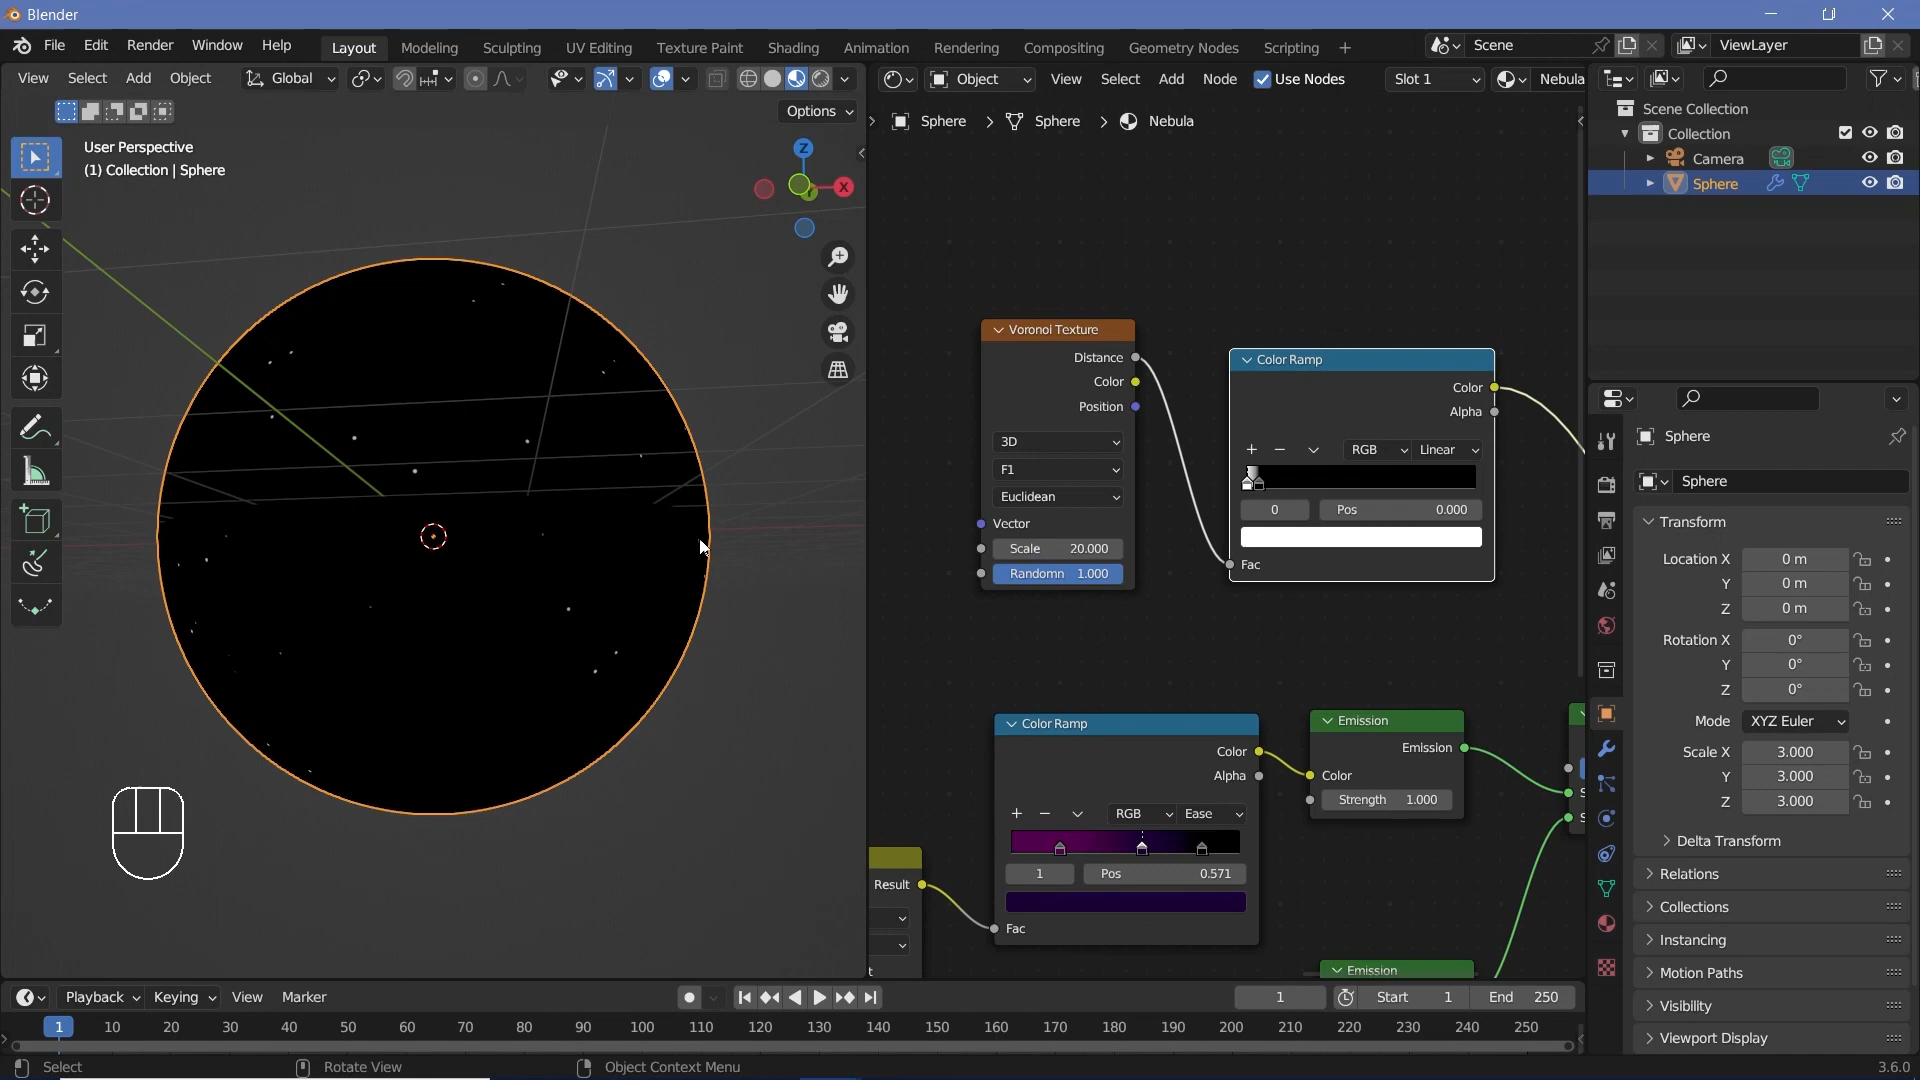 Blender
File Edit Render Window Help Layout Modeling Sculpting UV Editing Texture Paint Shading Animation Rendering Compositing Geometry Nodes Scripting + Scene ViewLayer
View Select Add Object Global Object View Select Add Node Use Nodes Slot 1 Nebula
Options
User Perspective
(1) Collection | Sphere
Z
X
Sphere > Sphere > Nebula
Scene Collection
Collection
Camera
Sphere
Voronoi Texture
Distance
Color
Position
3D
F1
Euclidean
Vector
Scale 20.000
Randomn 1.000
Color Ramp
Color
Alpha
RGB Linear
0 Pos 0.000
Fac
Color Ramp
Color
Alpha
RGB Ease
1 Pos 0.571
Fac
Result
t
Emission
Emission
Color
Strength 1.000
S
S
Emission
Sphere
Sphere
Transform
Location X 0 m
Y 0 m
Z 0 m
Rotation X 0°
Y 0°
Z 0°
Mode XYZ Euler
Scale X 3.000
Y 3.000
Z 3.000
Delta Transform
Relations
Collections
Instancing
Motion Paths
Visibility
Viewport Display
Playback Keying View Marker 1 Start 1 End 250
1 10 20 30 40 50 60 70 80 90 100 110 120 130 140 150 160 170 180 190 200 210 220 230 240 250
Select Rotate View Object Context Menu 3.6.0